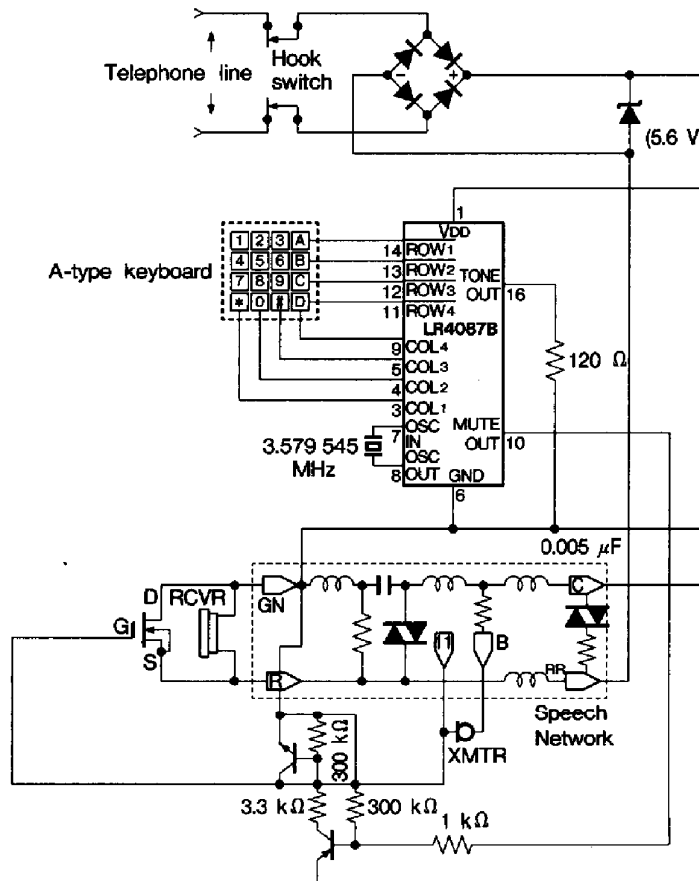 Telephone line
Hook
switch
−
+
(5.6 V
1
A-type keyboard
1 2 3 A
4 5 6 B
7 8 9 C
* 0 # D
VDD
14 ROW1
13 ROW2
12 ROW3
11 ROW4
LR4087B
TONE
OUT 16
9 COL4
5 COL3
4 COL2
3 COL1
120 Ω
3.579 545
MHz
7 OSC
IN
OSC
8 OUT
MUTE
OUT 10
GND
6
0.005 μF
D RCVR
G
S
GN
C
R
T
B
RR
XMTR
Speech
Network
300 kΩ
3.3 kΩ
300 kΩ
1 kΩ